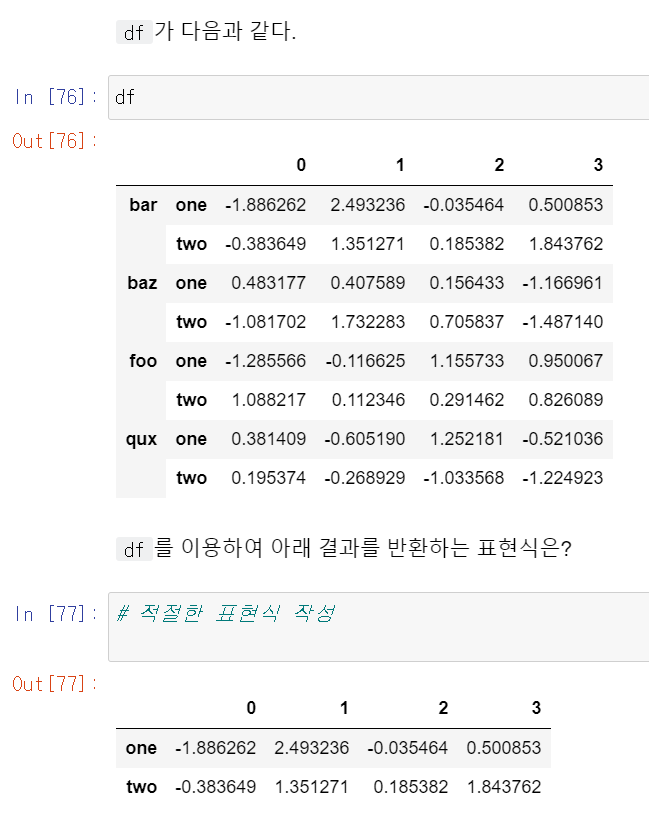 df 가 다음과 같다.
In [76]: df
Out[76]:
0 1 2 3
bar one -1.886262 2.493236 -0.035464 0.500853
two -0.383649 1.351271 0.185382 1.843762
baz one 0.483177 0.407589 0.156433 -1.166961
two -1.081702 1.732283 0.705837 -1.487140
foo one -1.285566 -0.116625 1.155733 0.950067
two 1.088217 0.112346 0.291462 0.826089
qux one 0.381409 -0.605190 1.252181 -0.521036
two 0.195374 -0.268929 -1.033568 -1.224923
df 를 이용하여 아래 결과를 반환하는 표현식은?
In [77]: # 적절한 표현식 작성
Out[77]:
0 1 2 3
one -1.886262 2.493236 -0.035464 0.500853
two -0.383649 1.351271 0.185382 1.843762